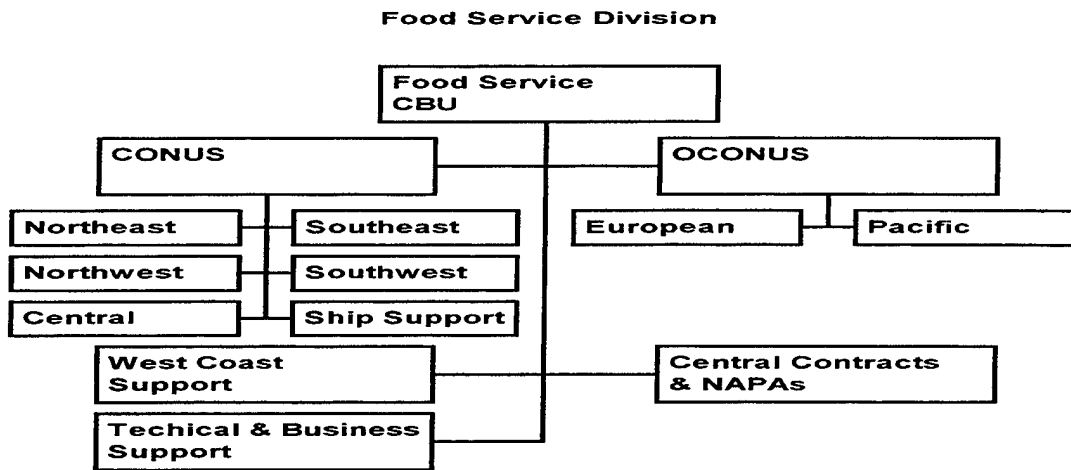 Food Service Division
Food Service
CBU
CONUS
OCONUS
Northeast
Southeast
European
Pacific
Northwest
Southwest
Central
Ship Support
West Coast
Support
Central Contracts
& NAPAs
Techical & Business
Support